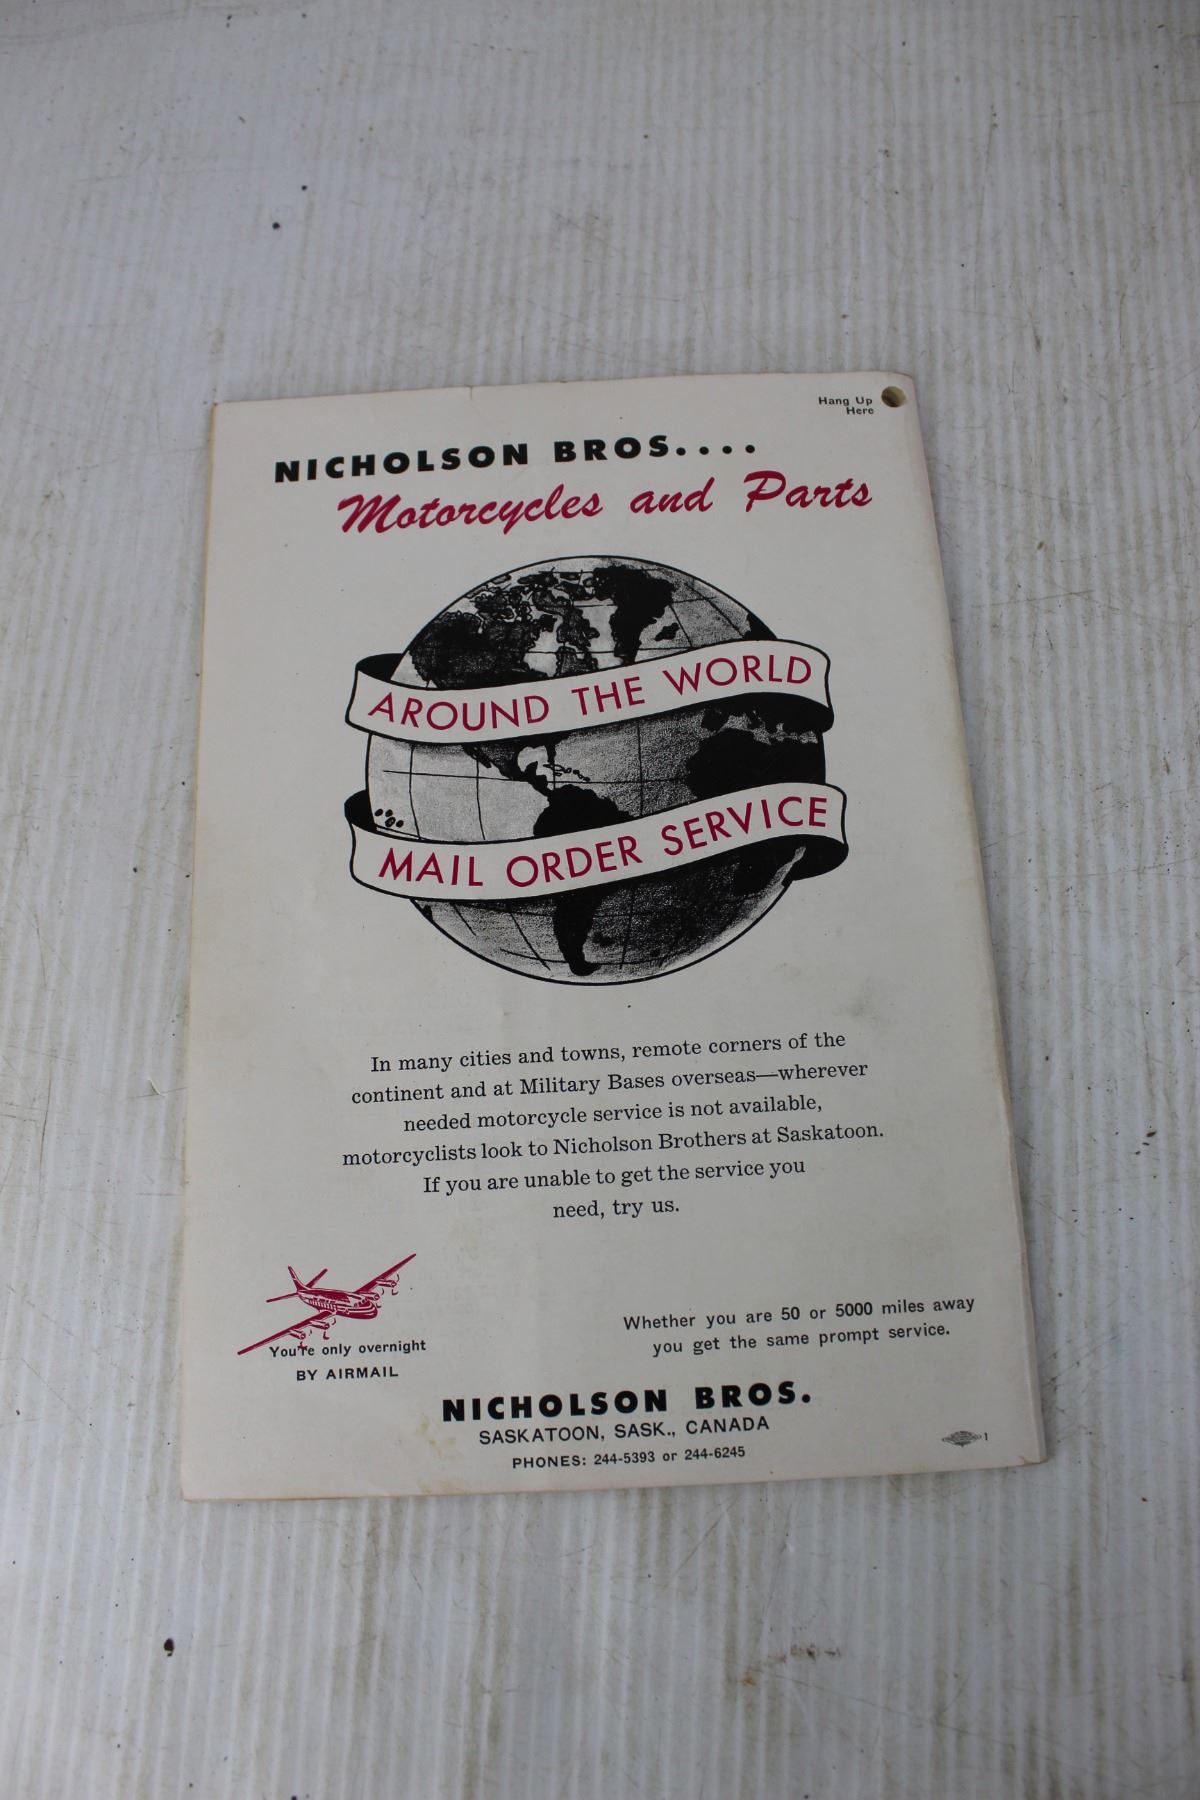 Hang Up
Here
NICHOLSON BROS....
Motorcycles and Parts
AROUND THE WORLD
MAIL ORDER SERVICE
In many cities and towns, remote corners of the
continent and at Military Bases overseas—wherever
needed motorcycle service is not available,
motorcyclists look to Nicholson Brothers at Saskatoon.
If you are unable to get the service you
need, try us.
You're only overnight
BY AIRMAIL
Whether you are 50 or 5000 miles away
you get the same prompt service.
NICHOLSON BROS.
SASKATOON, SASK., CANADA
PHONES: 244-5393 or 244-6245
1